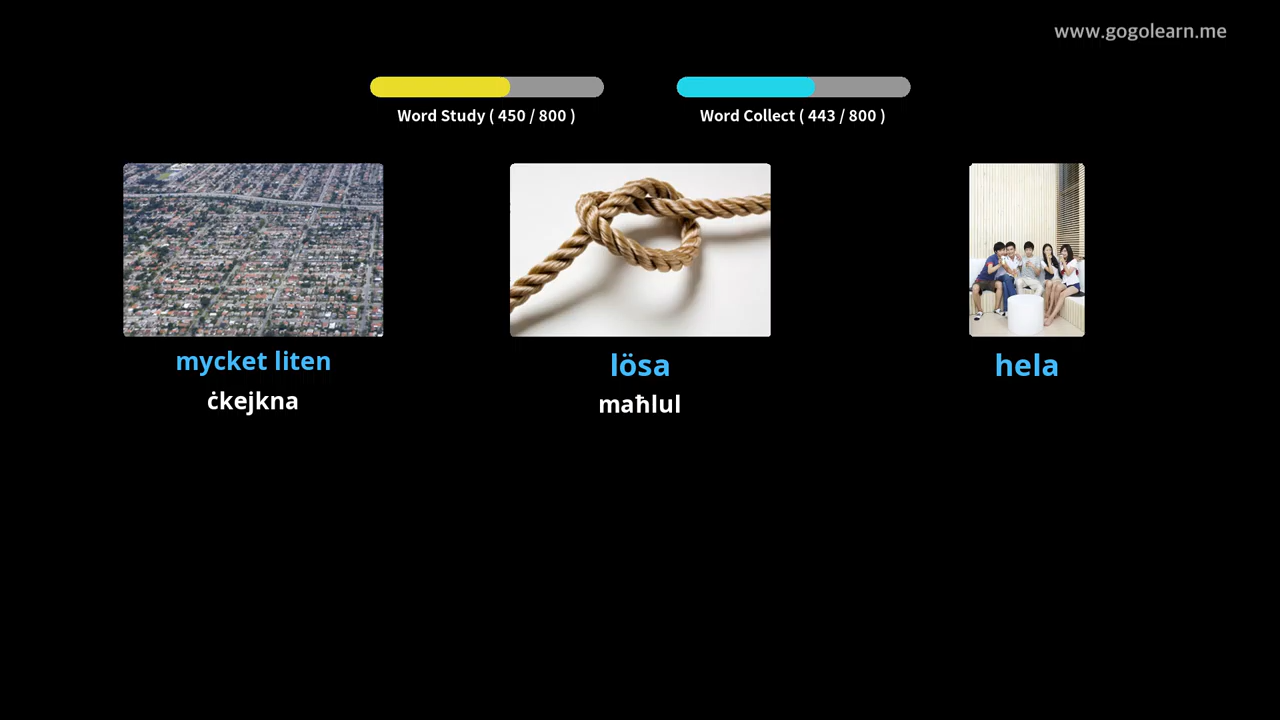 www.gogolearn.me
Word Study ( 450 / 800 )
Word Collect ( 443 / 800 )
mycket liten
ċkejkna
lösa
maħlul
hela